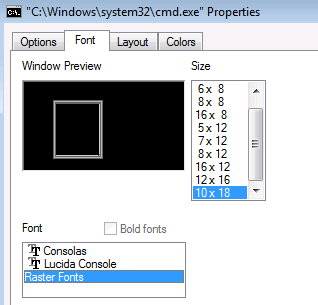 "C:\Windows\system32\cmd.exe" Properties
Options Font Layout Colors
Window Preview
Size
6 x 8
8 x 8
16 x 8
5 x 12
7 x 12
8 x 12
16 x 12
12 x 16
10 x 18
Font
Bold fonts
Consolas
Lucida Console
Raster Fonts